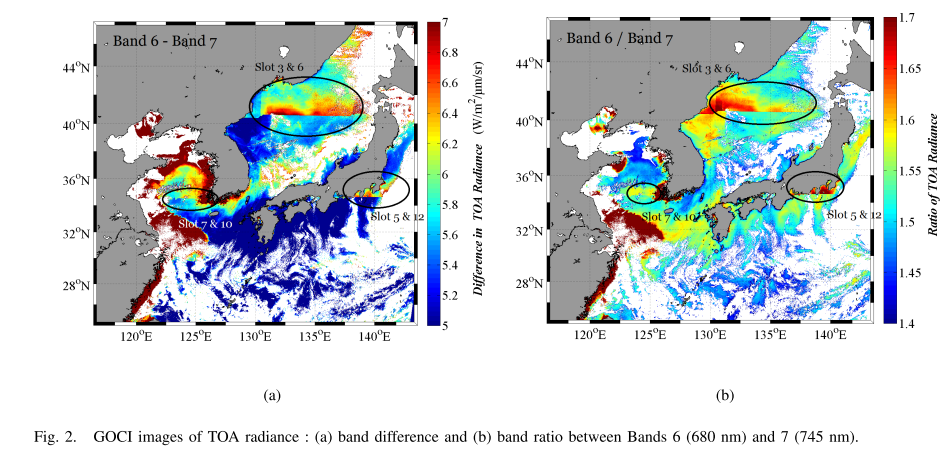 Band 6 - Band 7
Slot 3 & 6
44°N
40°N
36°N
32°N
28°N
Slot 7 & 10
Slot 5 & 12
120°E 125°E 130°E 135°E 140°E
7
6.8
6.6
6.4
6.2
6
5.8
5.6
5.4
5.2
5
Difference in TOA Radiance (W/m²/μm/sr)
(a)
Band 6 / Band 7
Slot 3 & 6
44°N
40°N
36°N
32°N
28°N
Slot 7 & 10
Slot 5 & 12
120°E 125°E 130°E 135°E 140°E
1.7
1.65
1.6
1.55
1.5
1.45
1.4
Ratio of TOA Radiance
(b)
Fig. 2. GOCI images of TOA radiance : (a) band difference and (b) band ratio between Bands 6 (680 nm) and 7 (745 nm).